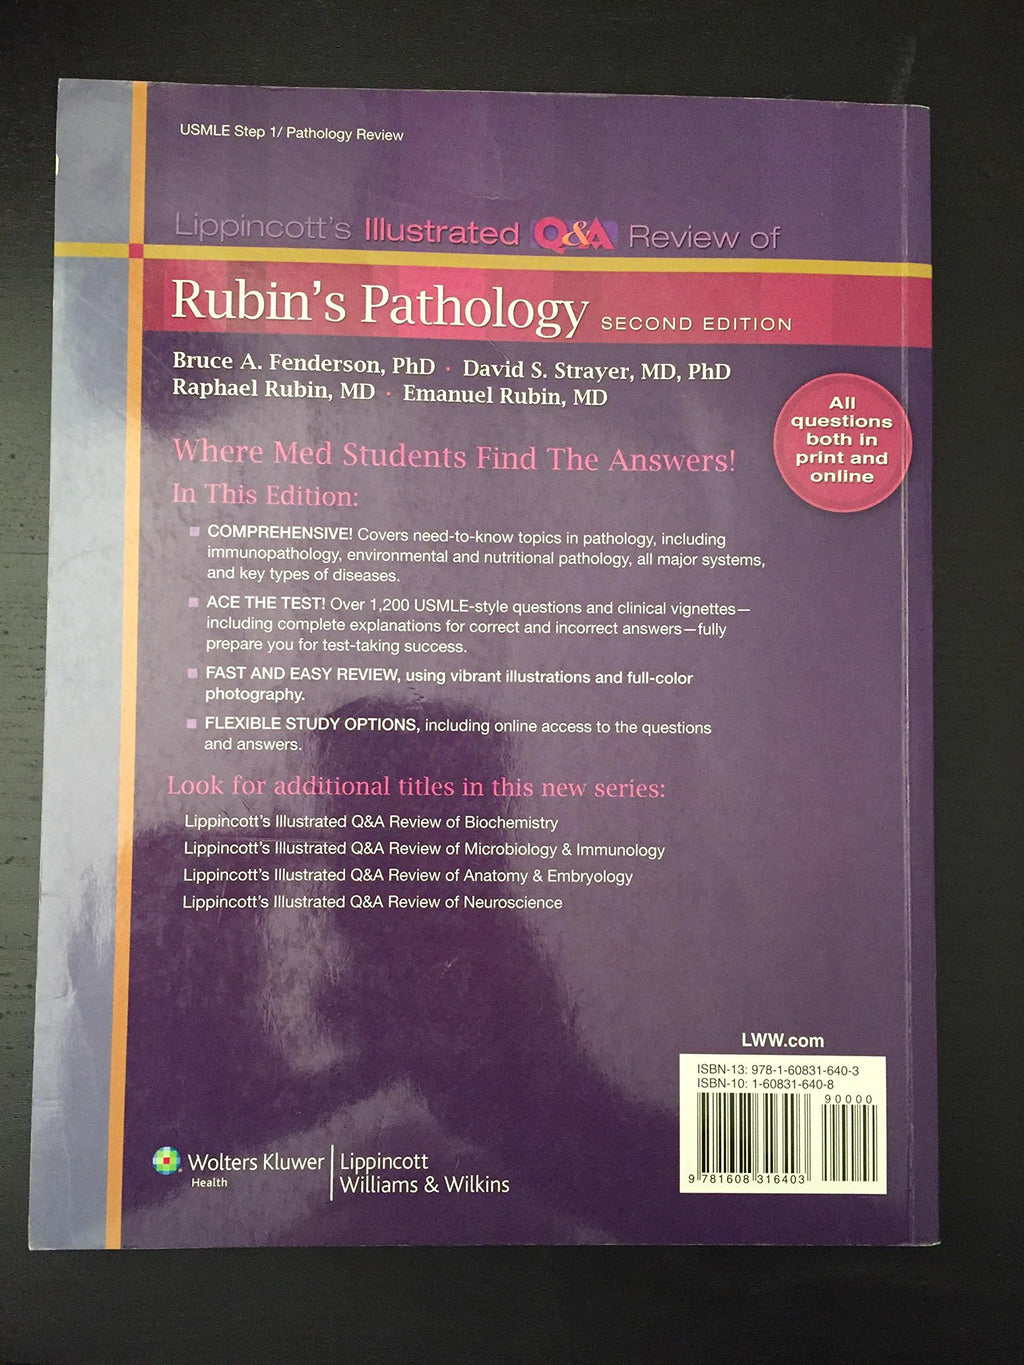 USMLE Step 1/ Pathology Review
Lippincott's Illustrated Q&A Review of
Rubin's Pathology SECOND EDITION
Bruce A. Fenderson, PhD · David S. Strayer, MD, PhD
Raphael Rubin, MD · Emanuel Rubin, MD
All
questions
both in
print and
online
Where Med Students Find The Answers!
In This Edition:
■ COMPREHENSIVE! Covers need-to-know topics in pathology, including
immunopathology, environmental and nutritional pathology, all major systems,
and key types of diseases.
■ ACE THE TEST! Over 1,200 USMLE-style questions and clinical vignettes—
including complete explanations for correct and incorrect answers—fully
prepare you for test-taking success.
■ FAST AND EASY REVIEW, using vibrant illustrations and full-color
photography.
■ FLEXIBLE STUDY OPTIONS, including online access to the questions
and answers.
Look for additional titles in this new series:
Lippincott's Illustrated Q&A Review of Biochemistry
Lippincott's Illustrated Q&A Review of Microbiology & Immunology
Lippincott's Illustrated Q&A Review of Anatomy & Embryology
Lippincott's Illustrated Q&A Review of Neuroscience
LWW.com
ISBN-13: 978-1-60831-640-3
ISBN-10: 1-60831-640-8
90000
9 781608 316403
Wolters Kluwer
Health
Lippincott
Williams & Wilkins